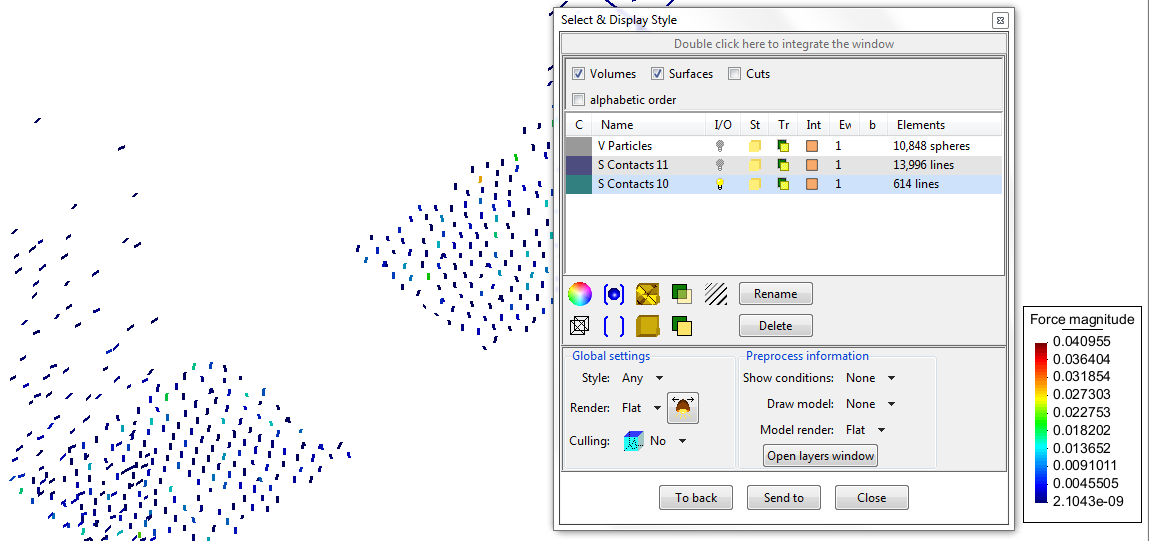 Select & Display Style
Double click here to integrate the window
Volumes Surfaces Cuts
alphabetic order
C Name I/O St Tr Int Ev b Elements
V Particles 1 10,848 spheres
S Contacts 11 1 13,996 lines
S Contacts 10 1 614 lines
Rename
Delete
Global settings
Style: Any
Render: Flat
Culling: No
Preprocess information
Show conditions: None
Draw model: None
Model render: Flat
Open layers window
To back Send to Close
Force magnitude
0.040955
0.036404
0.031854
0.027303
0.022753
0.018202
0.013652
0.0091011
0.0045505
2.1043e-09